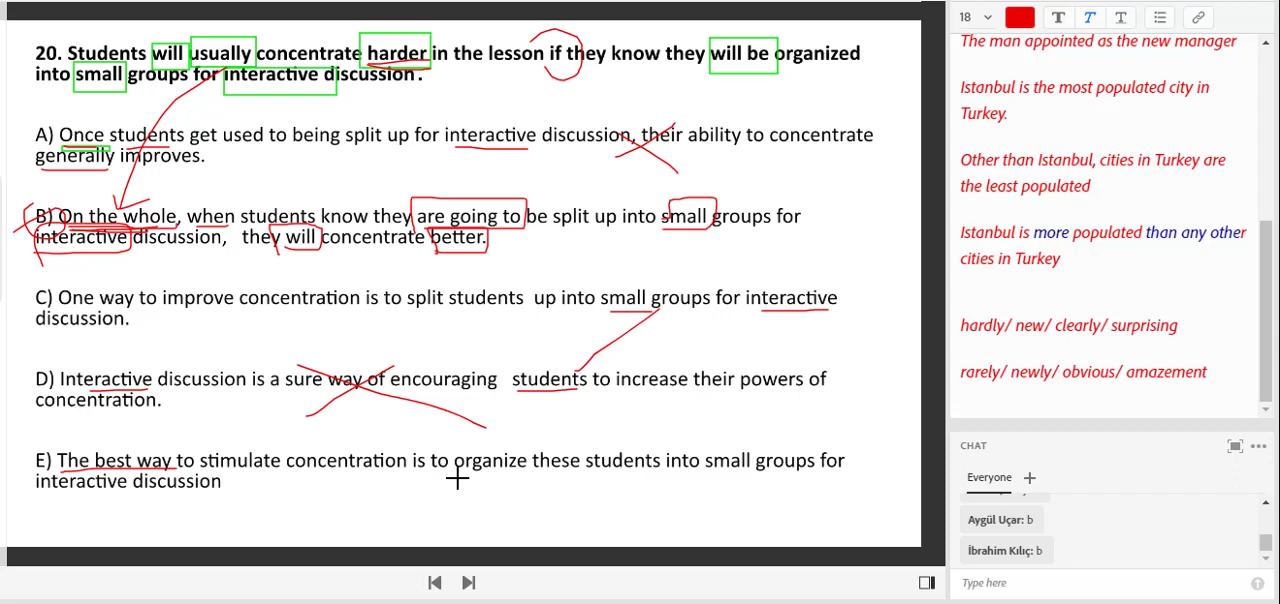 20. Students will usually concentrate harder in the lesson if they know they will be organized
into small groups for interactive discussion.
A) Once students get used to being split up for interactive discussion, their ability to concentrate
generally improves.
B) On the whole, when students know they are going to be split up into small groups for
interactive discussion, they will concentrate better.
C) One way to improve concentration is to split students up into small groups for interactive
discussion.
D) Interactive discussion is a sure way of encouraging students to increase their powers of
concentration.
E) The best way to stimulate concentration is to organize these students into small groups for
interactive discussion
18 T T T
The man appointed as the new manager
Istanbul is the most populated city in
Turkey.
Other than Istanbul, cities in Turkey are
the least populated
Istanbul is more populated than any other
cities in Turkey
hardly/ new/ clearly/ surprising
rarely/ newly/ obvious/ amazement
CHAT
Everyone
Aygül Uçar: b
İbrahim Kılıç: b
Type here